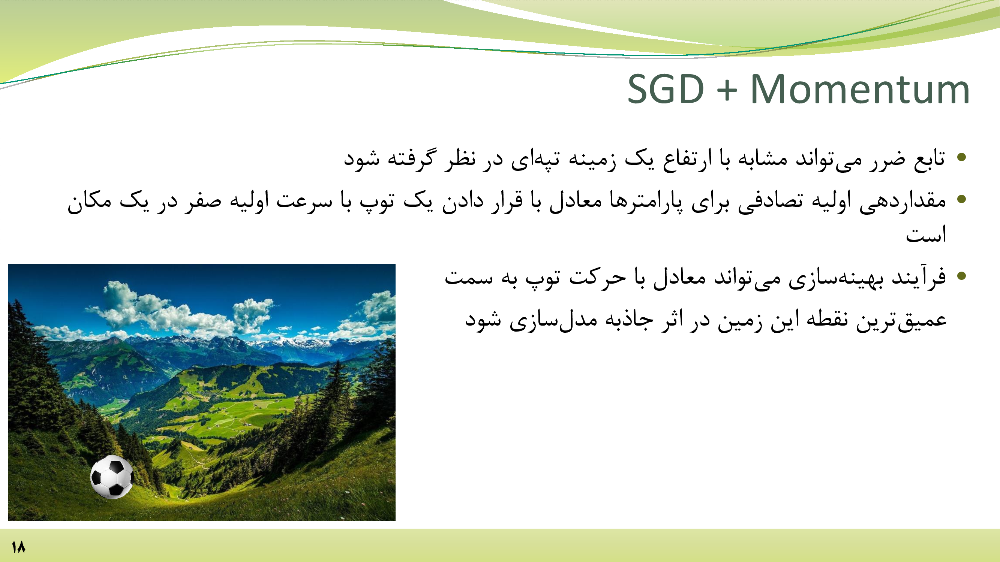 SGD + Momentum
• تابع ضرر می‌تواند مشابه با ارتفاع یک زمینه تپه‌ای در نظر گرفته شود
• مقداردهی اولیه تصادفی برای پارامترها معادل با قرار دادن یک توپ با سرعت اولیه صفر در یک مکان
است
• فرآیند بهینه‌سازی می‌تواند معادل با حرکت توپ به سمت
عمیق‌ترین نقطه این زمین در اثر جاذبه مدل‌سازی شود
۱۸